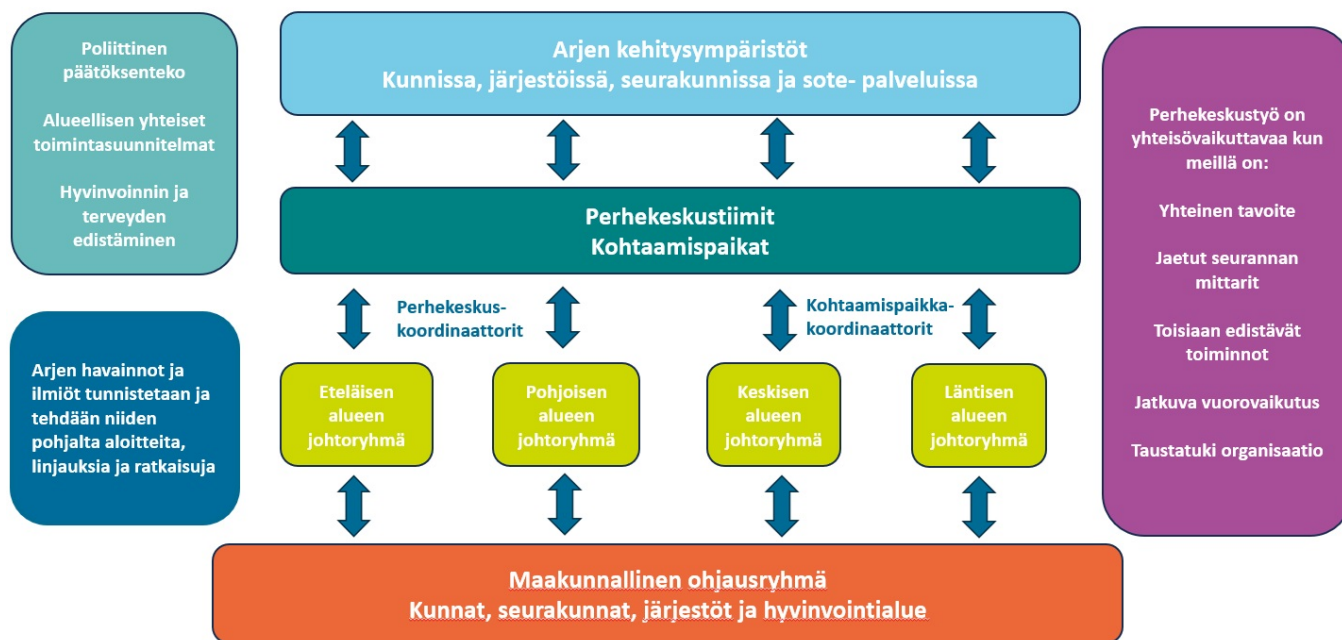 Poliittinen
päätöksenteko
Alueellisen yhteiset
toimintasuunnitelmat
Hyvinvoinnin ja
terveyden
edistäminen
Arjen havainnot ja
ilmiöt tunnistetaan ja
tehdään niiden
pohjalta aloitteita,
linjauksia ja ratkaisuja
Arjen kehitysympäristöt
Kunnissa, järjestöissä, seurakunnissa ja sote- palveluissa
Perhekeskustiimit
Kohtaamispaikat
Perhekeskus-
koordinaattorit
Kohtaamispaikka-
koordinaattorit
Eteläisen
alueen
johtoryhmä
Pohjoisen
alueen
johtoryhmä
Keskisen
alueen
johtoryhmä
Läntisen
alueen
johtoryhmä
Maakunnallinen ohjausryhmä
Kunnat, seurakunnat, järjestöt ja hyvinvointialue
Perhekeskustyö on
yhteisövaikuttavaa kun
meillä on:
Yhteinen tavoite
Jaetut seurannan
mittarit
Toisiaan edistävät
toiminnot
Jatkuva vuorovaikutus
Taustatuki organisaatio